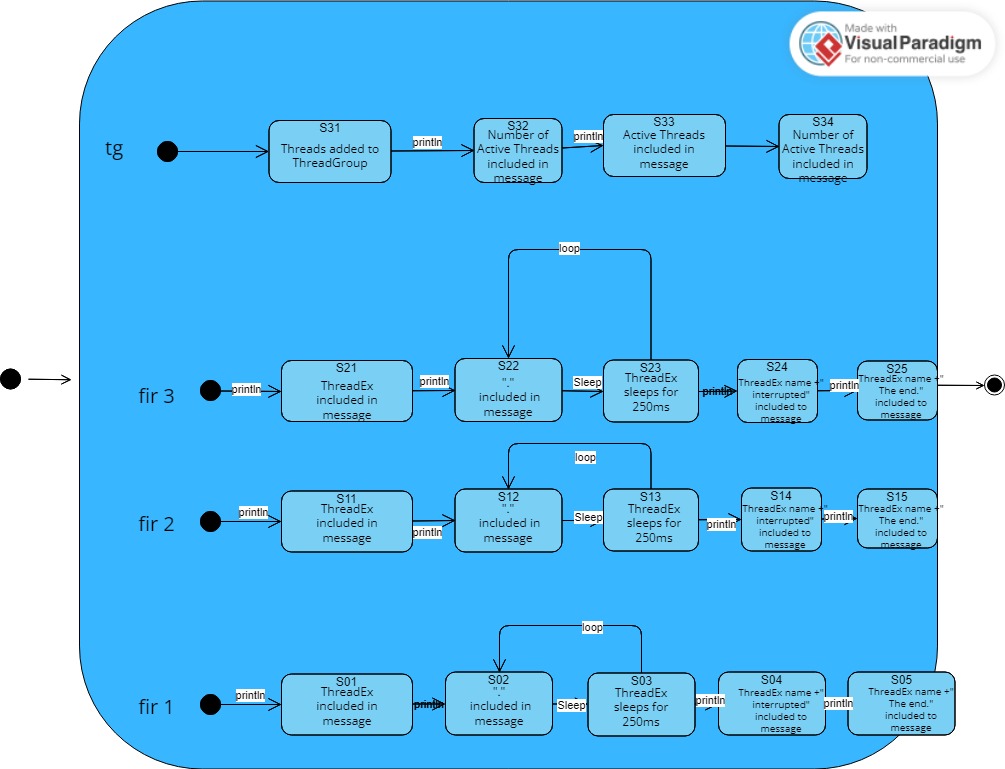 Made with
VisualParadigm
For non-commercial use
tg
S31
Threads added to
ThreadGroup
println
S32
Number of
Active Threads
included in
message
println
S33
Active Threads
included in
message
S34
Number of
Active Threads
included in
message
loop
fir 3
println
S21
ThreadEx
included in
message
println
S22
"."
included in
message
Sleep
S23
ThreadEx
sleeps for
250ms
println
S24
ThreadEx name +"
interrupted"
included to
message
println
S25
ThreadEx name +"
The end."
included to
message
loop
fir 2
println
S11
ThreadEx
included in
message
println
S12
"."
included in
message
Sleep
S13
ThreadEx
sleeps for
250ms
println
S14
ThreadEx name +"
interrupted"
included to
message
println
S15
ThreadEx name +"
The end."
included to
message
loop
fir 1
println
S01
ThreadEx
included in
message
println
S02
"."
included in
message
Sleep
S03
ThreadEx
sleeps for
250ms
println
S04
ThreadEx name +"
interrupted"
included to
message
println
S05
ThreadEx name +"
The end."
included to
message